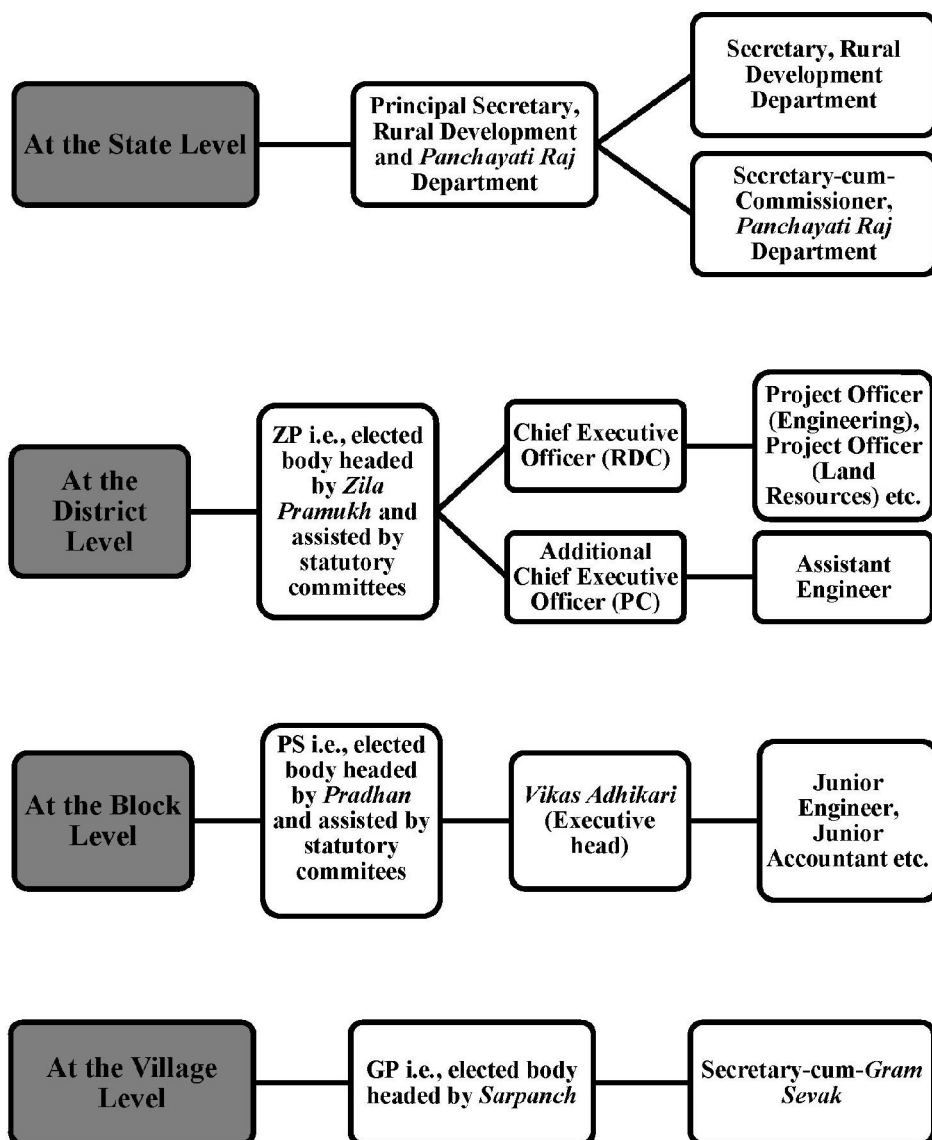 At the State Level
Principal Secretary,
Rural Development
and Panchayati Raj
Department
Secretary, Rural
Development
Department
Secretary-cum-
Commissioner,
Panchayati Raj
Department
At the
District
Level
ZP i.e., elected
body headed
by Zila
Pramukh and
assisted by
statutory
committees
Chief Executive
Officer (RDC)
Project Officer
(Engineering),
Project Officer
(Land
Resources) etc.
Additional
Chief Executive
Officer (PC)
Assistant
Engineer
At the Block
Level
PS i.e., elected
body headed
by Pradhan
and assisted by
statutory
commitees
Vikas Adhikari
(Executive
head)
Junior
Engineer,
Junior
Accountant etc.
At the Village
Level
GP i.e., elected body
headed by Sarpanch
Secretary-cum-Gram
Sevak